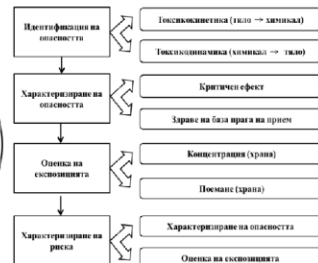 Идентификация на
опасността
Токсикокинетика (тяло → химикал)
Токсикодинамика (химикал → тяло)
Характеризиране на
опасността
Критичен ефект
Здраве на база прага на прием
Оценка на
експозицията
Концентрация (храна)
Поемане (храна)
Характеризиране на
риска
Характеризиране на опасността
Оценка на експозицията